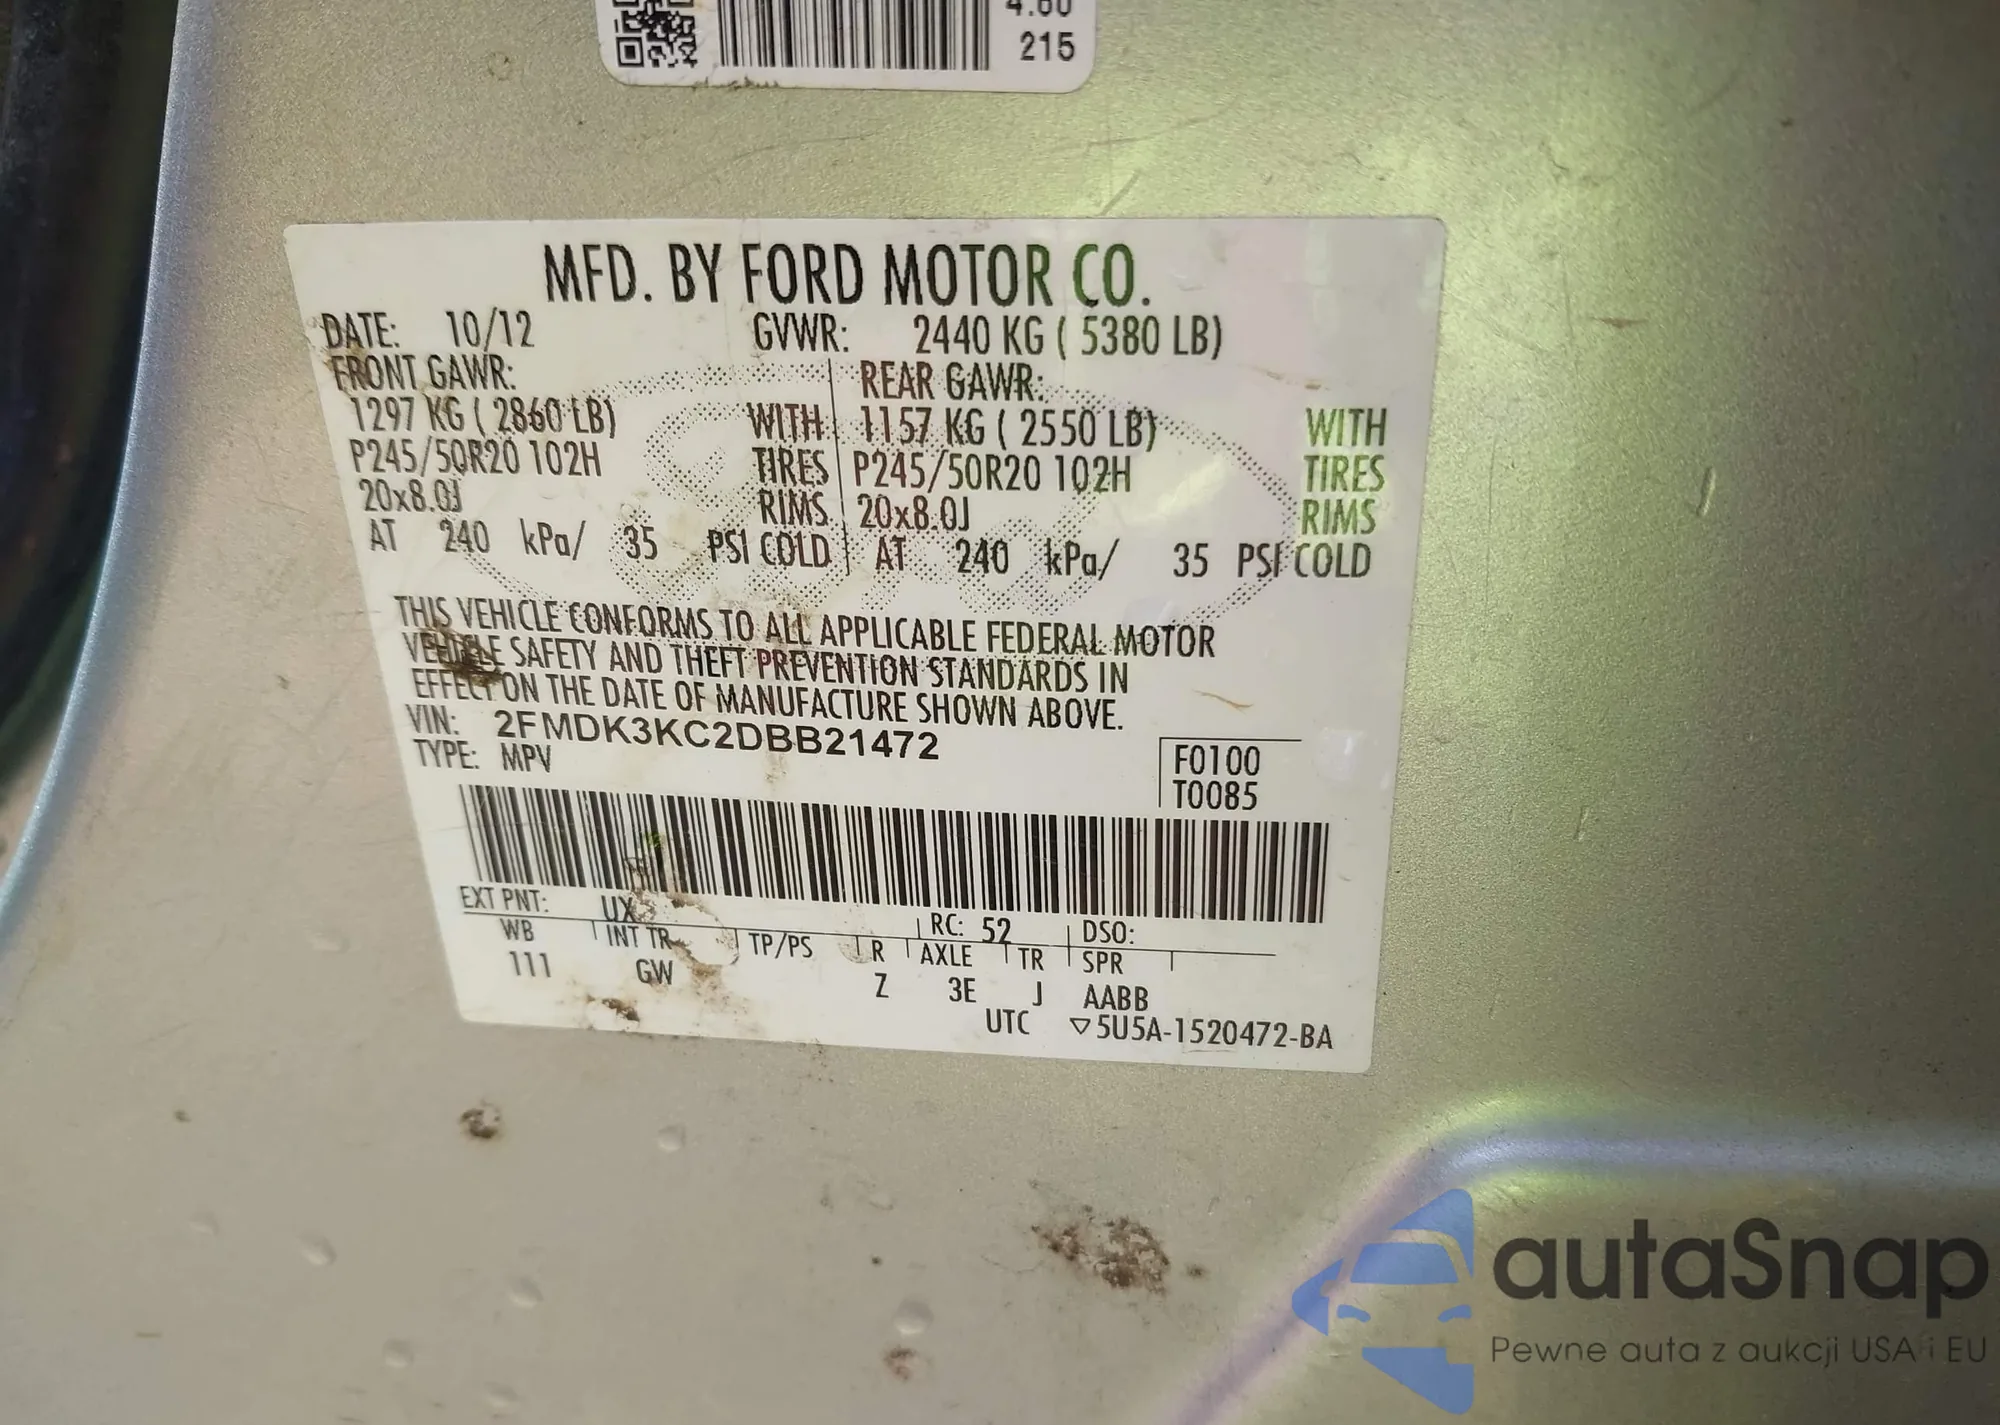 4.60
215
MFD. BY FORD MOTOR CO.
DATE: 10/12 GVWR: 2440 KG ( 5380 LB)
FRONT GAWR: REAR GAWR:
1297 KG ( 2860 LB) WITH 1157 KG ( 2550 LB) WITH
P245/50R20 102H TIRES P245/50R20 102H TIRES
20x8.0J RIMS 20x8.0J RIMS
AT 240 kPa/ 35 PSI COLD AT 240 kPa/ 35 PSI COLD
THIS VEHICLE CONFORMS TO ALL APPLICABLE FEDERAL MOTOR
VEHICLE SAFETY AND THEFT PREVENTION STANDARDS IN
EFFECT ON THE DATE OF MANUFACTURE SHOWN ABOVE.
VIN: 2FMDK3KC2DBB21472
TYPE: MPV
F0100
T0085
EXT PNT: UX RC: 52 DSO:
WB INT TR TP/PS R AXLE TR SPR
111 GW Z 3E J AABB
UTC ▽5U5A-1520472-BA
autaSnap
Pewne auta z aukcji USA i EU